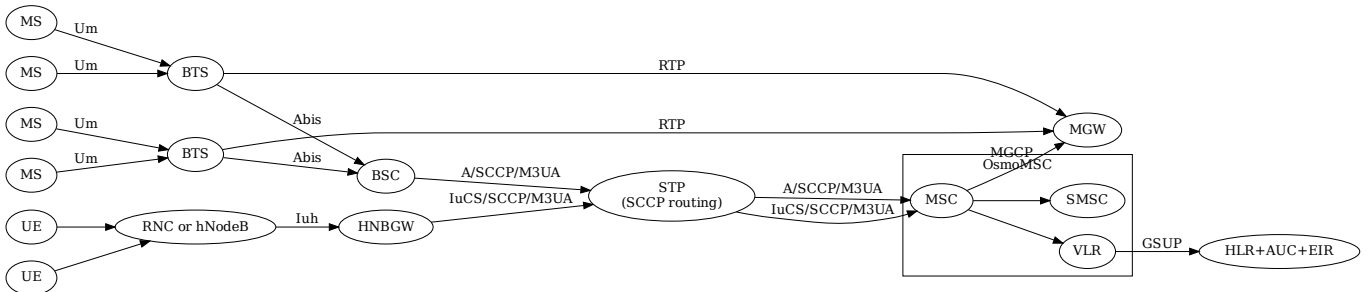 MS
Um
MS
Um
BTS
RTP
MS
Um
Abis
RTP
MGW
MS
Um
BTS
Abis
BSC
A/SCCP/M3UA
STP
(SCCP routing)
A/SCCP/M3UA
MGCP
OsmoMSC
MSC
SMSC
IuCS/SCCP/M3UA
IuCS/SCCP/M3UA
UE
RNC or hNodeB
Iuh
HNBGW
VLR
GSUP
HLR+AUC+EIR
UE